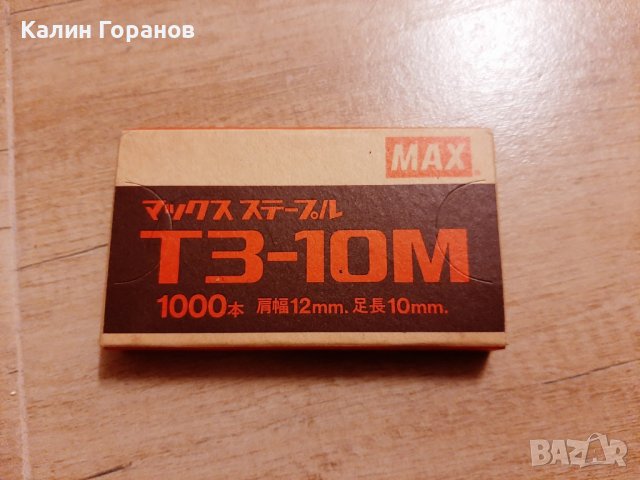 Калин Горанов
MAX
マックス ステープル
T3-10M
1000本 肩幅12mm. 足長10mm.
BAZAR